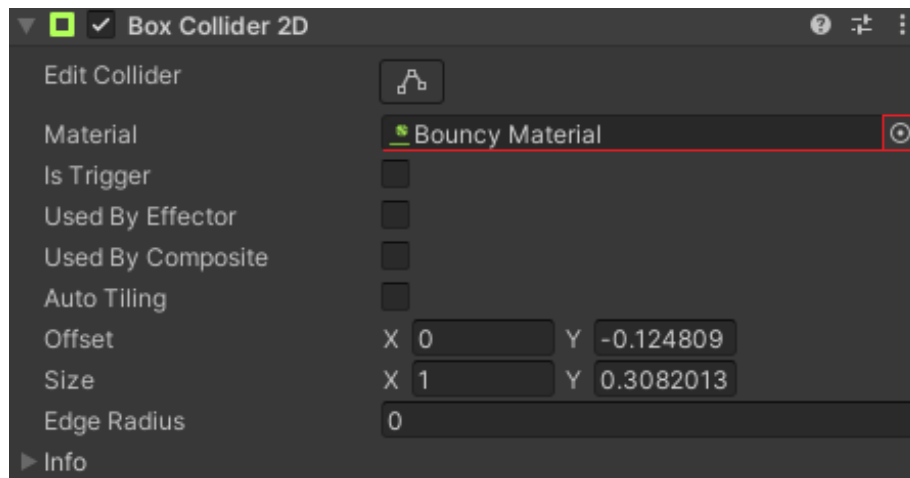 Box Collider 2D
Edit Collider
Material Bouncy Material
Is Trigger
Used By Effector
Used By Composite
Auto Tiling
Offset X 0 Y -0.124809
Size X 1 Y 0.3082013
Edge Radius 0
Info